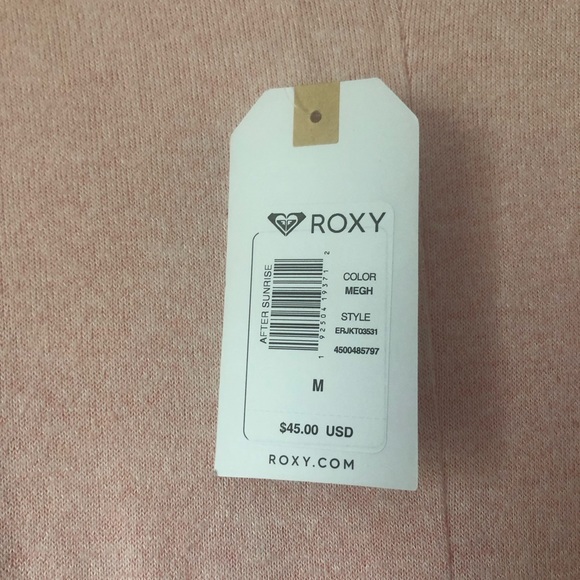 ROXY
AFTER SUNRISE
1 92504 19371 2
COLOR
MEGH
STYLE
ERJKT03531
4500485797
M
$45.00 USD
ROXY.COM